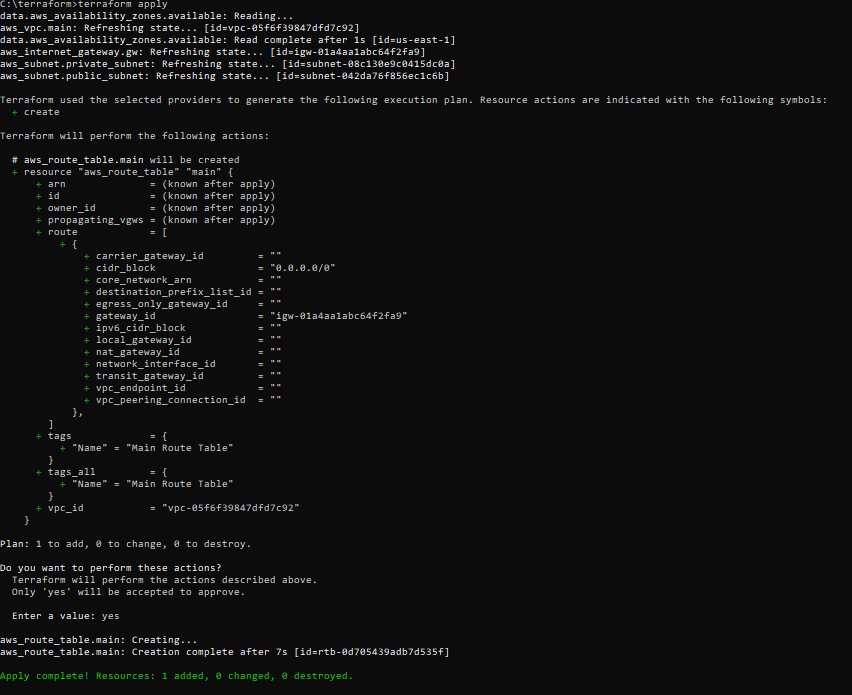 C:\terraform>terraform apply
data.aws_availability_zones.available: Reading...
aws_vpc.main: Refreshing state... [id=vpc-05f6f39847dfd7c92]
data.aws_availability_zones.available: Read complete after 1s [id=us-east-1]
aws_internet_gateway.gw: Refreshing state... [id=igw-01a4aa1abc64f2fa9]
aws_subnet.private_subnet: Refreshing state... [id=subnet-08c130e9c0415dc0a]
aws_subnet.public_subnet: Refreshing state... [id=subnet-042da76f856ec1c6b]

Terraform used the selected providers to generate the following execution plan. Resource actions are indicated with the following symbols:
  + create

Terraform will perform the following actions:

  # aws_route_table.main will be created
  + resource "aws_route_table" "main" {
      + arn              = (known after apply)
      + id               = (known after apply)
      + owner_id         = (known after apply)
      + propagating_vgws = (known after apply)
      + route            = [
          + {
              + carrier_gateway_id         = ""
              + cidr_block                 = "0.0.0.0/0"
              + core_network_arn           = ""
              + destination_prefix_list_id = ""
              + egress_only_gateway_id     = ""
              + gateway_id                 = "igw-01a4aa1abc64f2fa9"
              + ipv6_cidr_block            = ""
              + local_gateway_id           = ""
              + nat_gateway_id             = ""
              + network_interface_id       = ""
              + transit_gateway_id         = ""
              + vpc_endpoint_id            = ""
              + vpc_peering_connection_id  = ""
            },
        ]
      + tags             = {
          + "Name" = "Main Route Table"
        }
      + tags_all         = {
          + "Name" = "Main Route Table"
        }
      + vpc_id           = "vpc-05f6f39847dfd7c92"
    }

Plan: 1 to add, 0 to change, 0 to destroy.

Do you want to perform these actions?
  Terraform will perform the actions described above.
  Only 'yes' will be accepted to approve.

  Enter a value: yes

aws_route_table.main: Creating...
aws_route_table.main: Creation complete after 7s [id=rtb-0d705439adb7d535f]

Apply complete! Resources: 1 added, 0 changed, 0 destroyed.